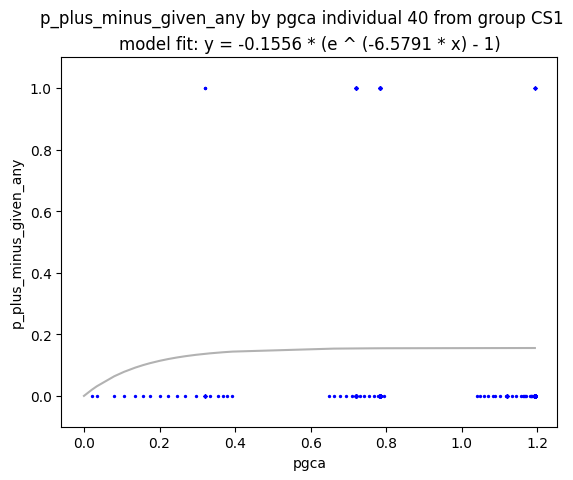 p_plus_minus_given_any by pgca individual 40 from group CS1
model fit: y = -0.1556 * (e ^ (-6.5791 * x) - 1)
1.0
0.8
0.6
0.4
0.2
0.0
p_plus_minus_given_any
0.0 0.2 0.4 0.6 0.8 1.0 1.2
pgca